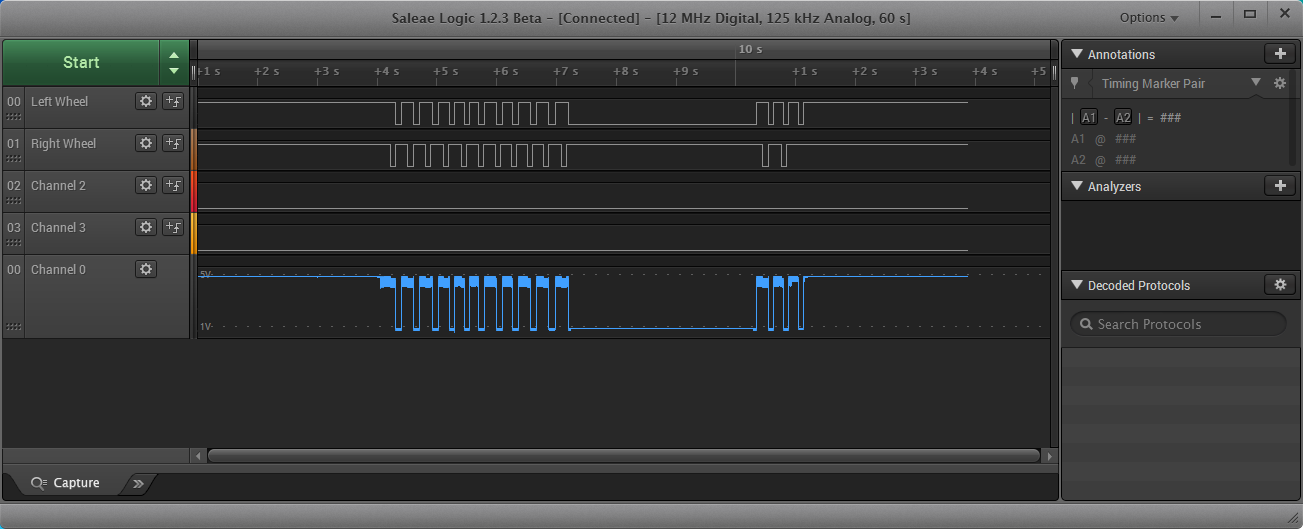 Saleae Logic 1.2.3 Beta - [Connected] - [12 MHz Digital, 125 kHz Analog, 60 s]
Options
Start
10 s
+1 s +2 s +3 s +4 s +5 s +6 s +7 s +8 s +9 s +1 s +2 s +3 s +4 s +5
00 Left Wheel
01 Right Wheel
02 Channel 2
03 Channel 3
00 Channel 0
5V
1V
Capture
Annotations
Timing Marker Pair
| A1 - A2 | = ###
A1 @ ###
A2 @ ###
Analyzers
Decoded Protocols
Search Protocols